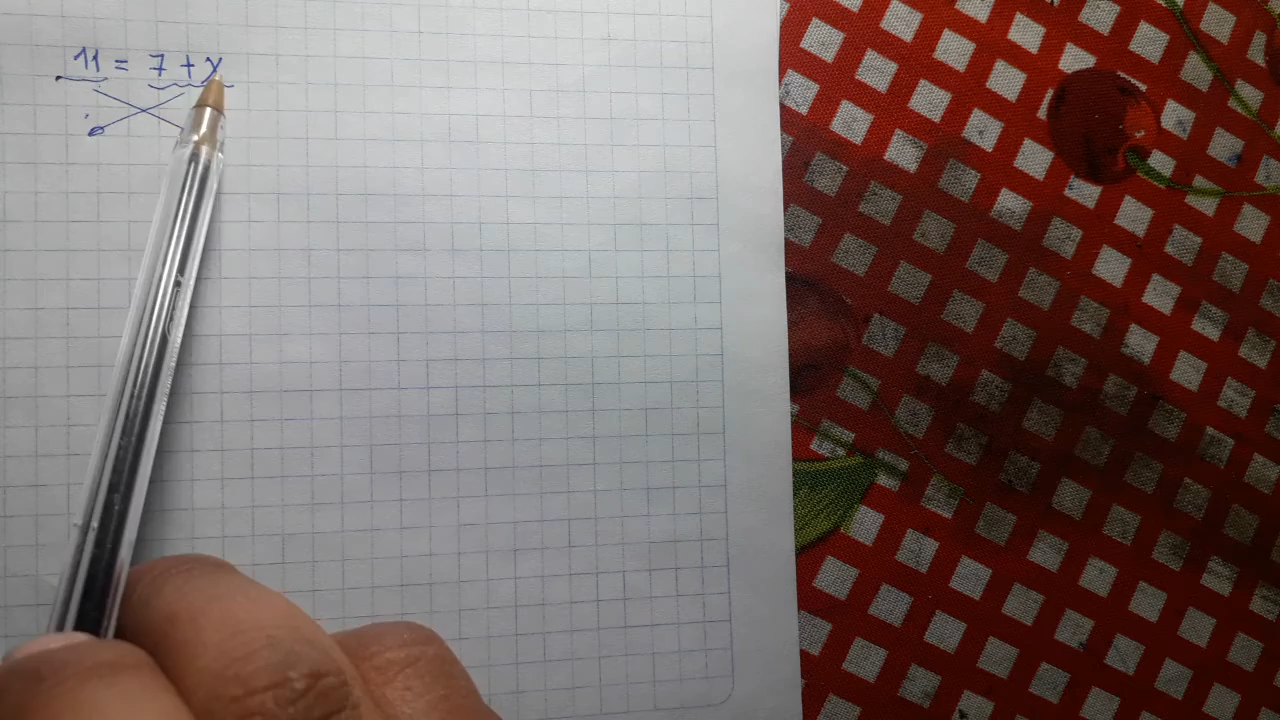 11 = 7 + y